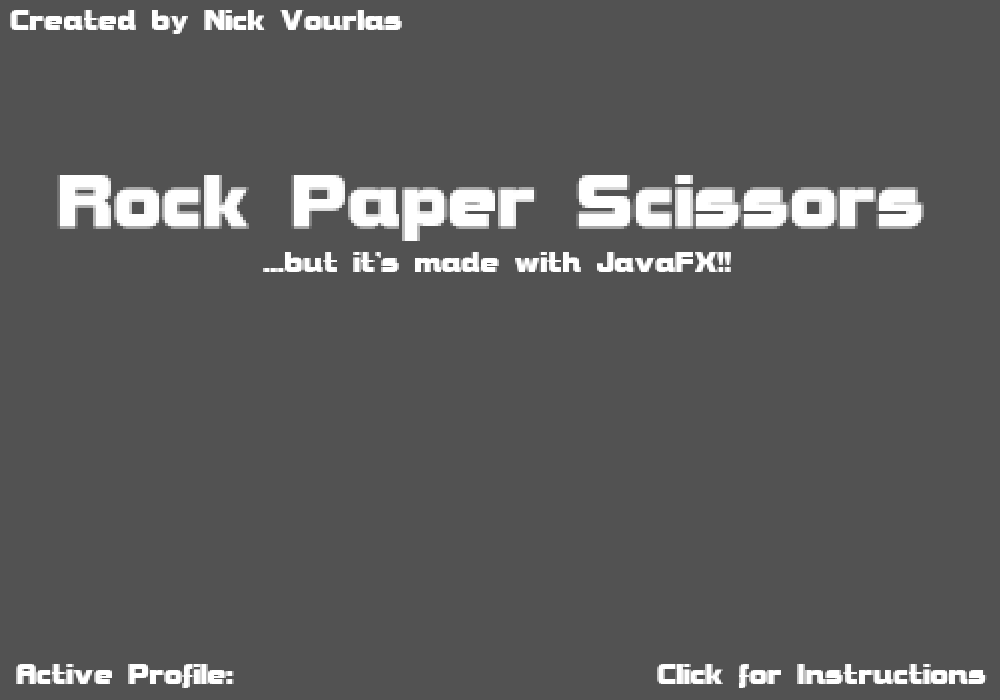 Created by Nick Vourlas
Rock Paper Scissors
...but it's made with JavaFX!!
Active Profile:
Click for Instructions